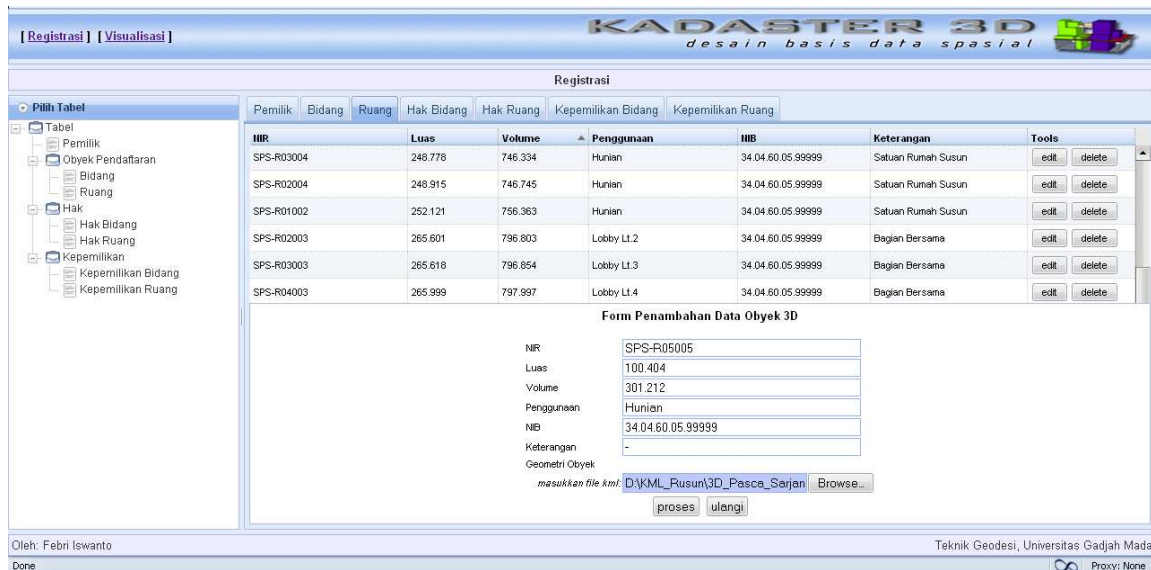 [ Registrasi ] [ Visualisasi ]
KADASTER 3D
desain basis data spasial
Registrasi
Pilih Tabel
Tabel
Pemilik
Obyek Pendaftaran
Bidang
Ruang
Hak
Hak Bidang
Hak Ruang
Kepemilikan
Kepemilikan Bidang
Kepemilikan Ruang
Pemilik Bidang Ruang Hak Bidang Hak Ruang Kepemilikan Bidang Kepemilikan Ruang
NIR Luas Volume Penggunaan NIB Keterangan Tools
SPS-R03004 248.778 746.334 Hunian 34.04.60.05.99999 Satuan Rumah Susun edit delete
SPS-R02004 248.915 746.745 Hunian 34.04.60.05.99999 Satuan Rumah Susun edit delete
SPS-R01002 252.121 756.363 Hunian 34.04.60.05.99999 Satuan Rumah Susun edit delete
SPS-R02003 265.601 796.803 Lobby Lt.2 34.04.60.05.99999 Bagian Bersama edit delete
SPS-R03003 265.618 796.854 Lobby Lt.3 34.04.60.05.99999 Bagian Bersama edit delete
SPS-R04003 265.999 797.997 Lobby Lt.4 34.04.60.05.99999 Bagian Bersama edit delete
Form Penambahan Data Obyek 3D
NIR SPS-R05005
Luas 100.404
Volume 301.212
Penggunaan Hunian
NIB 34.04.60.05.99999
Keterangan -
Geometri Obyek
masukkan file kml: D:\KML_Rusun\3D_Pasca_Sarjan Browse...
proses ulangi
Oleh: Febri Iswanto Teknik Geodesi, Universitas Gadjah Mada
Done Proxy: None